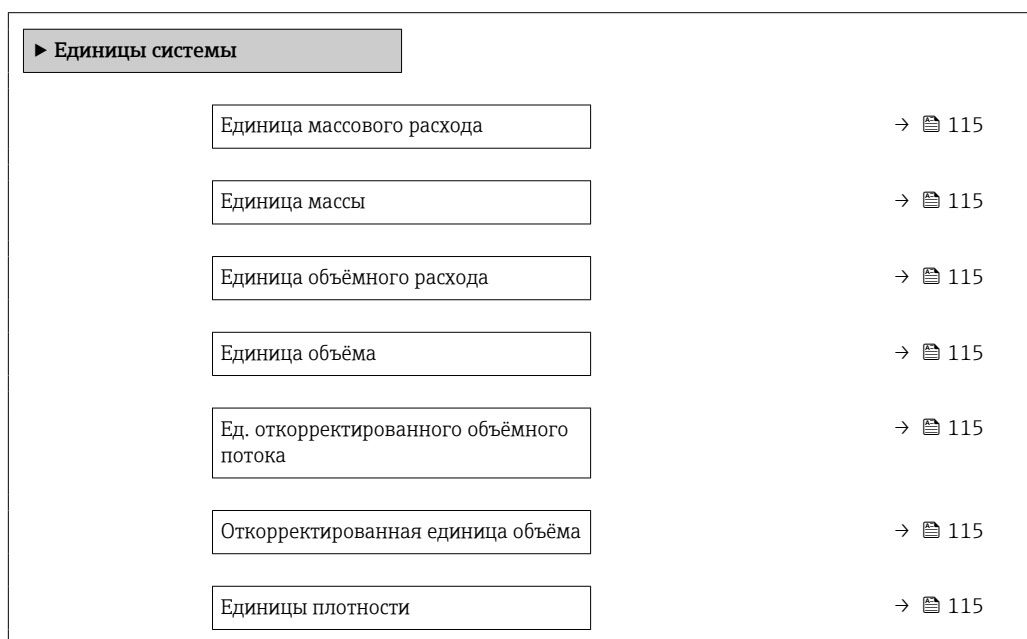 ▶ Единицы системы
Единица массового расхода → 115
Единица массы → 115
Единица объёмного расхода → 115
Единица объёма → 115
Ед. откорректированного объёмного → 115
потока
Откорректированная единица объёма → 115
Единицы плотности → 115